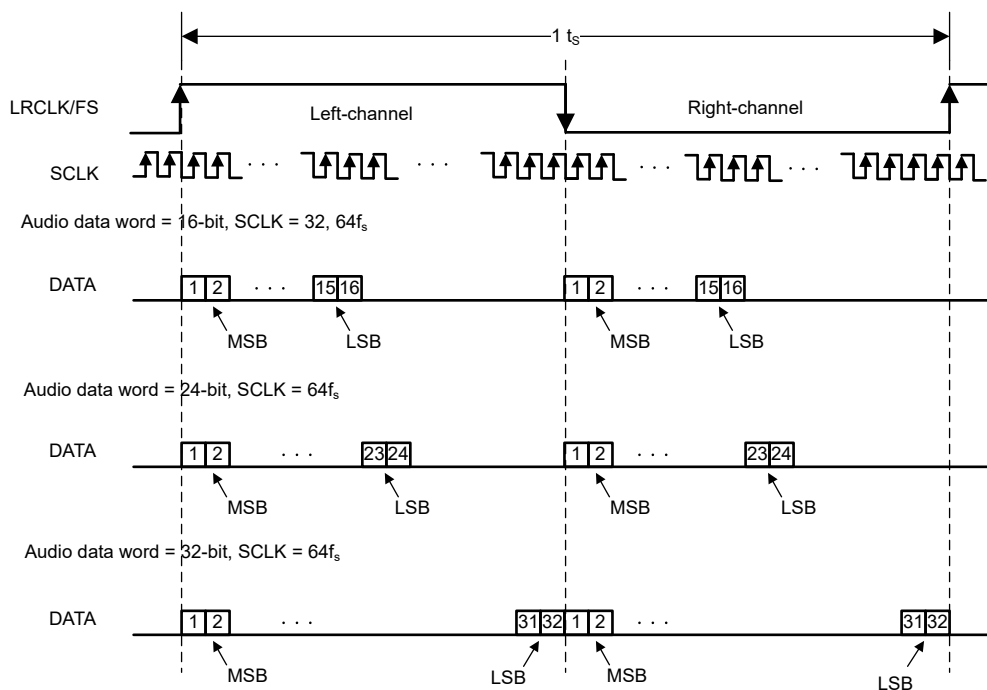 1 tS
LRCLK/FS
Left-channel
Right-channel
SCLK
. . .
. . .
. . .
. . .
Audio data word = 16-bit, SCLK = 32, 64fs
DATA
1 2 . . . 15 16 1 2 . . . 15 16
MSB LSB MSB LSB
Audio data word = 24-bit, SCLK = 64fs
DATA
1 2 . . . 23 24 1 2 . . . 23 24
MSB LSB MSB LSB
Audio data word = 32-bit, SCLK = 64fs
DATA
1 2 . . . 31 32 1 2 . . . 31 32
MSB LSB MSB LSB